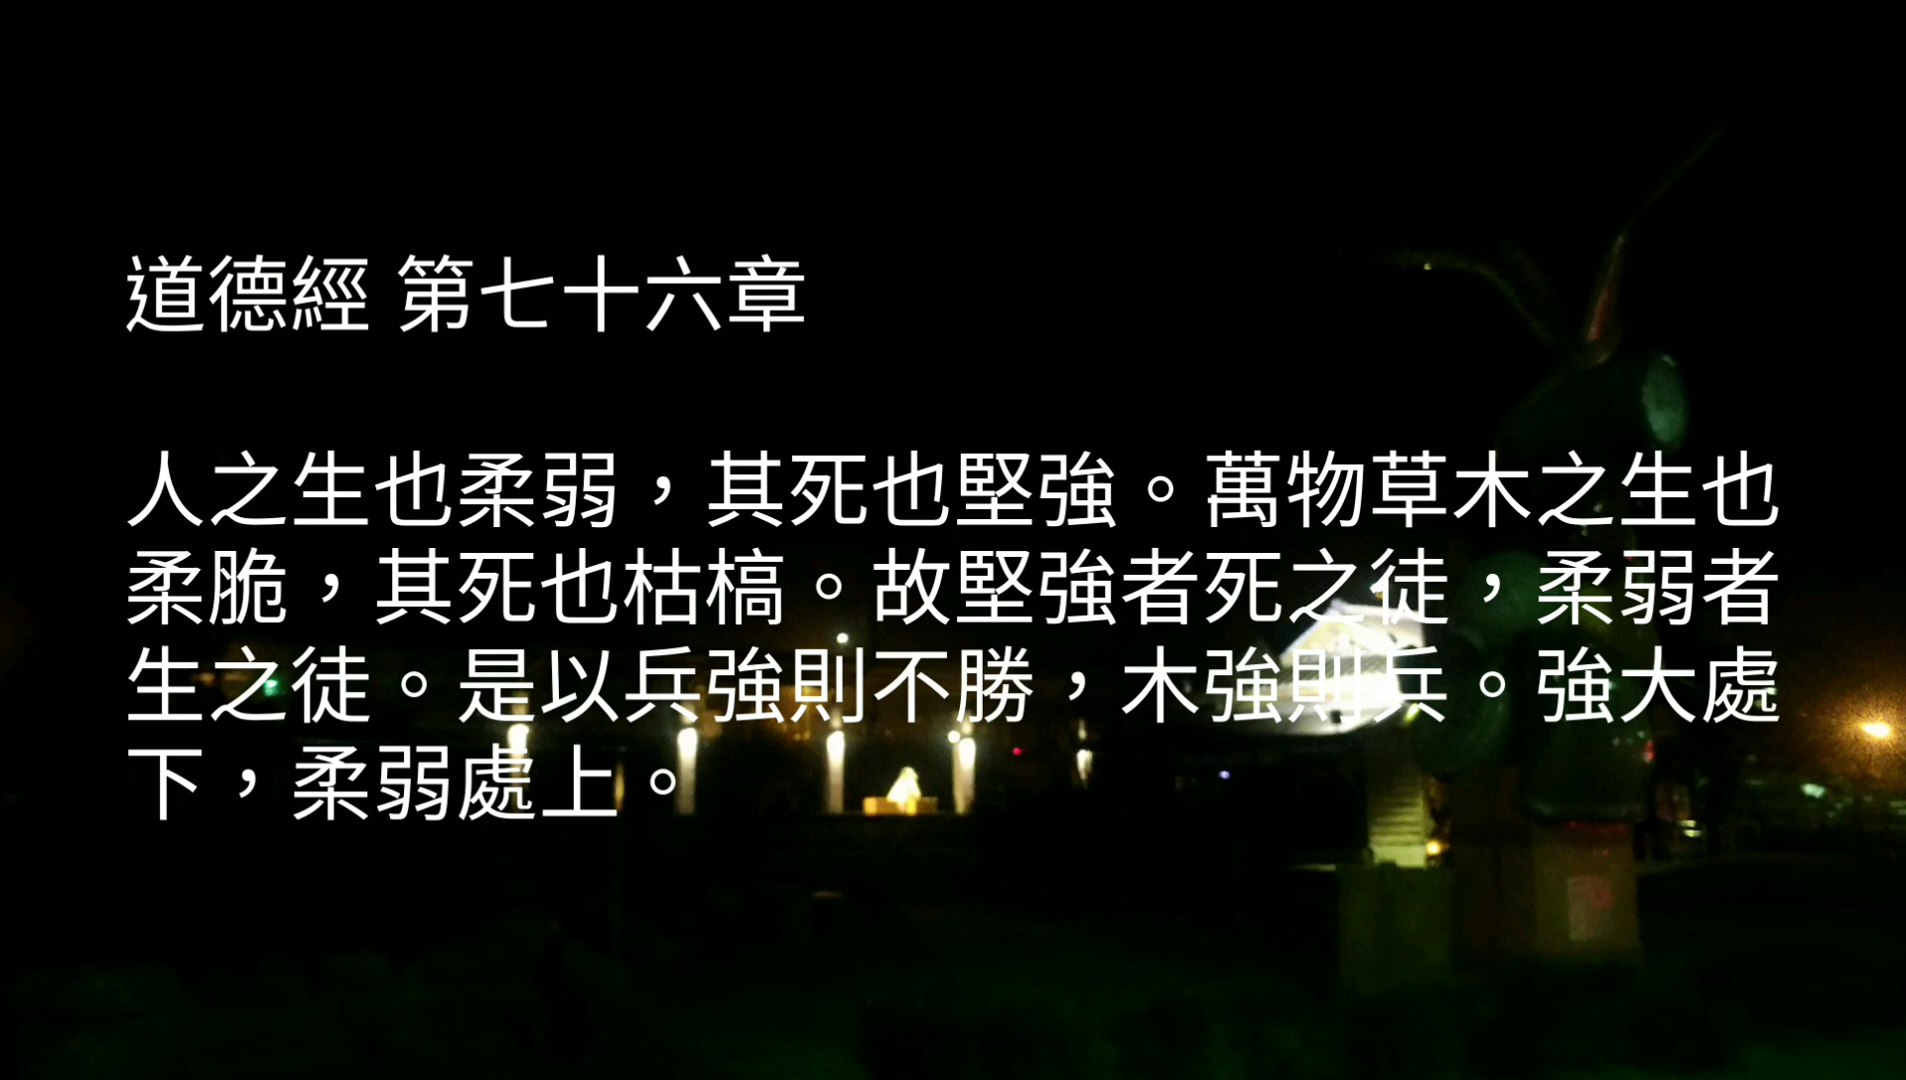 道德經 第七十六章
人之生也柔弱，其死也堅強。萬物草木之生也
柔脆，其死也枯槁。故堅強者死之徒，柔弱者
生之徒。是以兵強則不勝，木強則兵。強大處
下，柔弱處上。